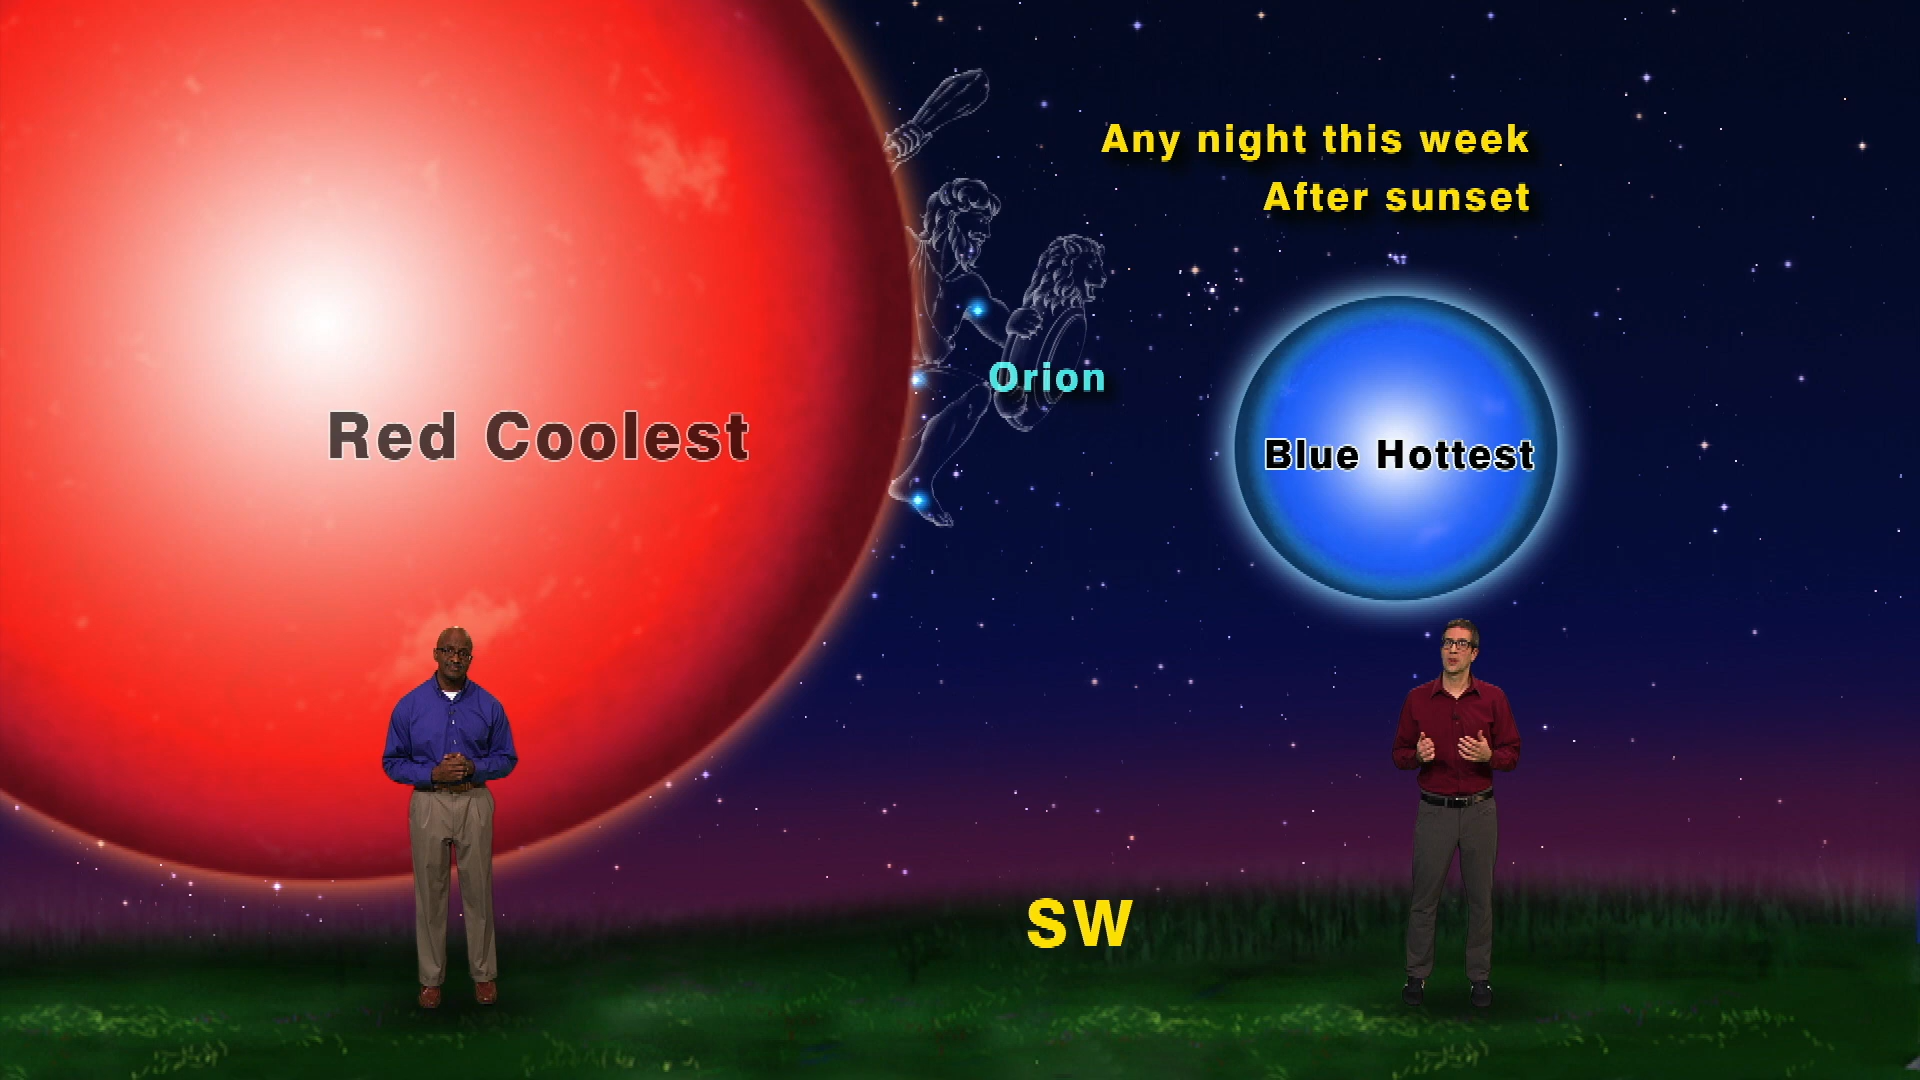 Any night this week
After sunset
Orion
Red Coolest
Blue Hottest
SW